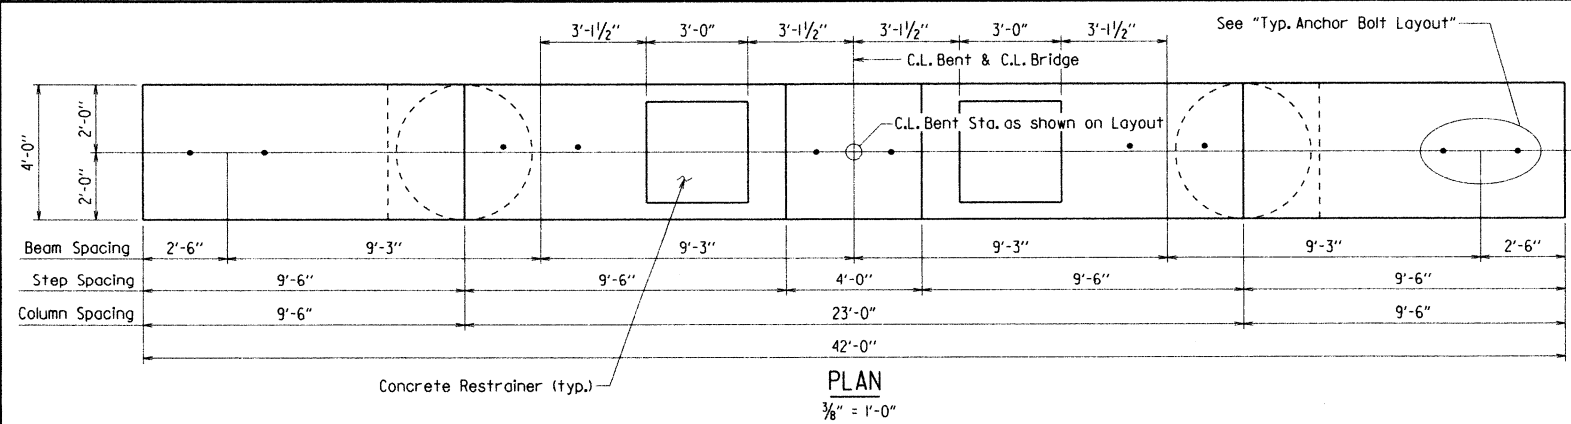 3'-1½" 3'-0" 3'-1½" 3'-1½" 3'-0" 3'-1½"
See "Typ. Anchor Bolt Layout"
C.L. Bent & C.L. Bridge
C.L. Bent Sta. as shown on Layout
4'-0"
2'-0"
2'-0"
Beam Spacing 2'-6" 9'-3" 9'-3" 9'-3" 9'-3" 2'-6"
Step Spacing 9'-6" 9'-6" 4'-0" 9'-6" 9'-6"
Column Spacing 9'-6" 23'-0" 9'-6"
42'-0"
Concrete Restrainer (typ.)
PLAN
⅜" = 1'-0"